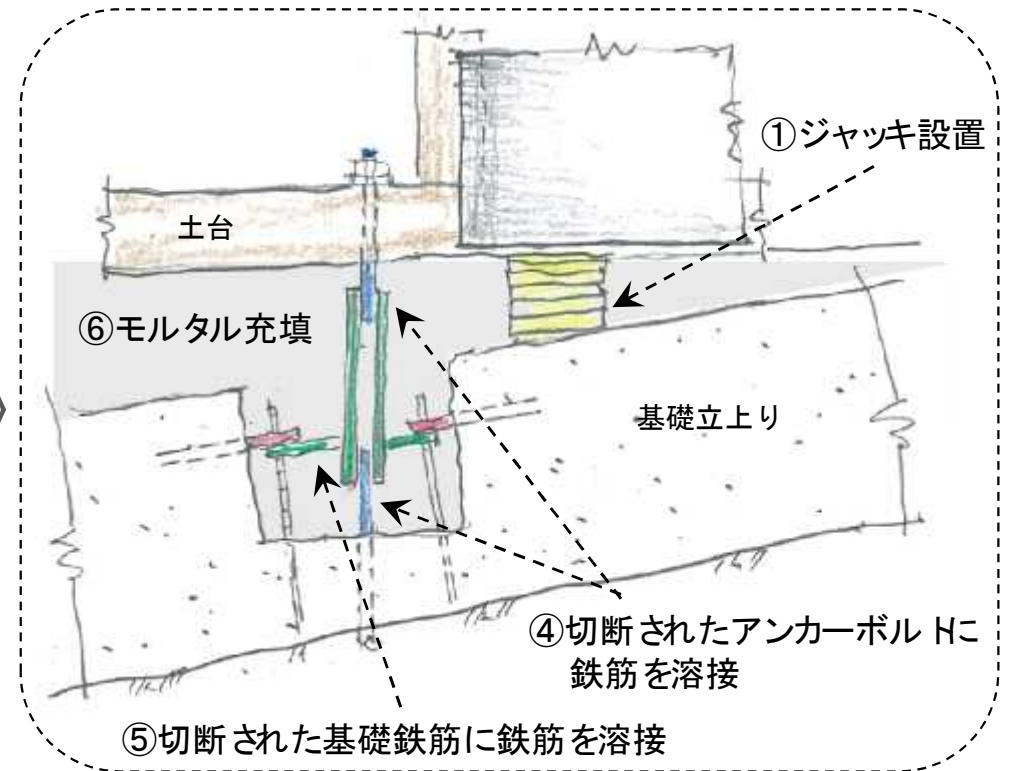 ①ジャッキ設置
土台
⑥モルタル充填
基礎立上り
④切断されたアンカーボルトに
鉄筋を溶接
⑤切断された基礎鉄筋に鉄筋を溶接